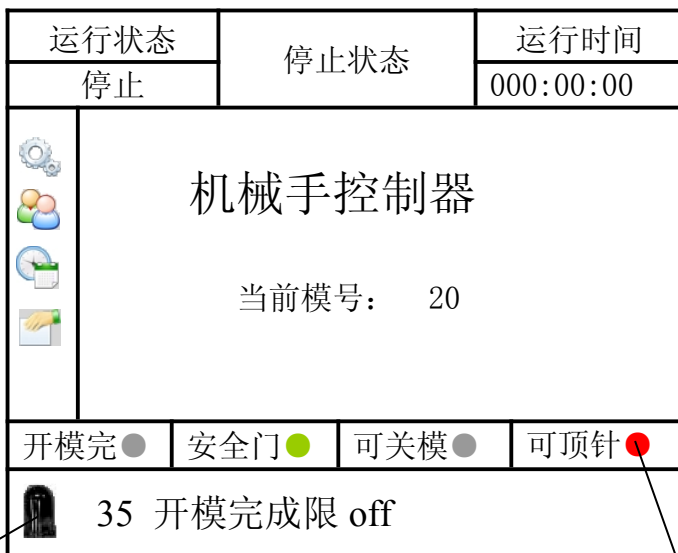 运行状态
停止状态
运行时间
停止
000:00:00
机械手控制器
当前模号： 20
开模完 安全门 可关模 可顶针
35 开模完成限 off